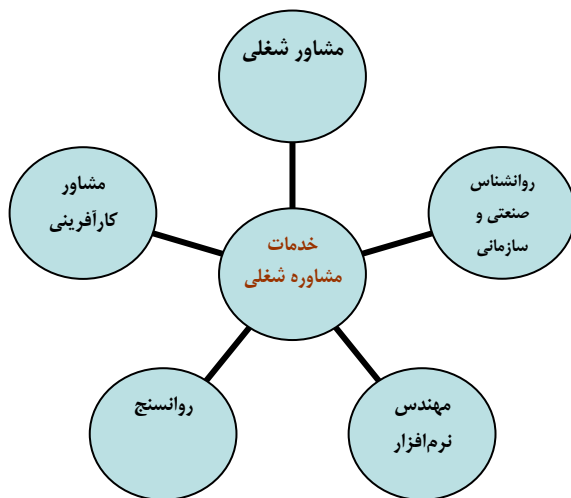 مشاور شغلی
روانشناس
صنعتی و
سازمانی
مشاور
کارآفرینی
خدمات
مشاوره شغلی
مهندس
نرم‌افزار
روانسنج